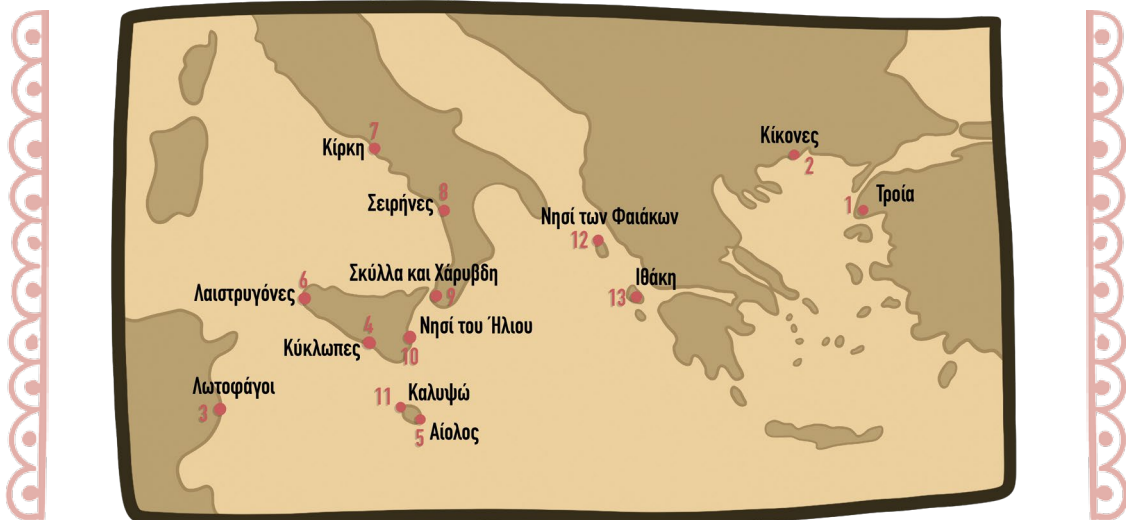 Κίκονες
2
7
Κίρκη
Τροία
1
8
Σειρήνες
Νησί των Φαιάκων
12
Σκύλλα και Χάρυβδη
9
Ιθάκη
13
6
Λαιστρυγόνες
4
Κύκλωπες
Νησί του Ήλιου
10
Λωτοφάγοι
3
11
Καλυψώ
5
Αίολος